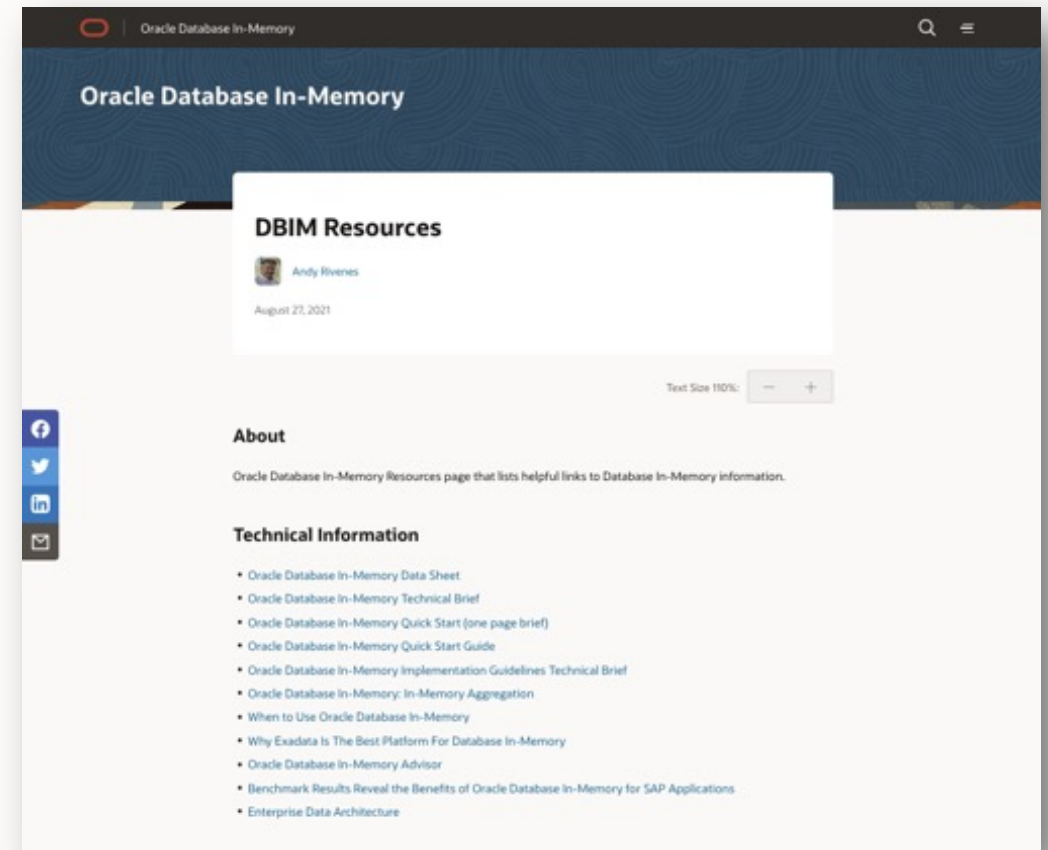 Oracle Database In-Memory
Oracle Database In-Memory
DBIM Resources
Andy Rivenes
August 27, 2021
Text Size 110%:
About
Oracle Database In-Memory Resources page that lists helpful links to Database In-Memory information.
Technical Information
• Oracle Database In-Memory Data Sheet
• Oracle Database In-Memory Technical Brief
• Oracle Database In-Memory Quick Start (one page brief)
• Oracle Database In-Memory Quick Start Guide
• Oracle Database In-Memory Implementation Guidelines Technical Brief
• Oracle Database In-Memory: In-Memory Aggregation
• When to Use Oracle Database In-Memory
• Why Exadata Is The Best Platform For Database In-Memory
• Oracle Database In-Memory Advisor
• Benchmark Results Reveal the Benefits of Oracle Database In-Memory for SAP Applications
• Enterprise Data Architecture